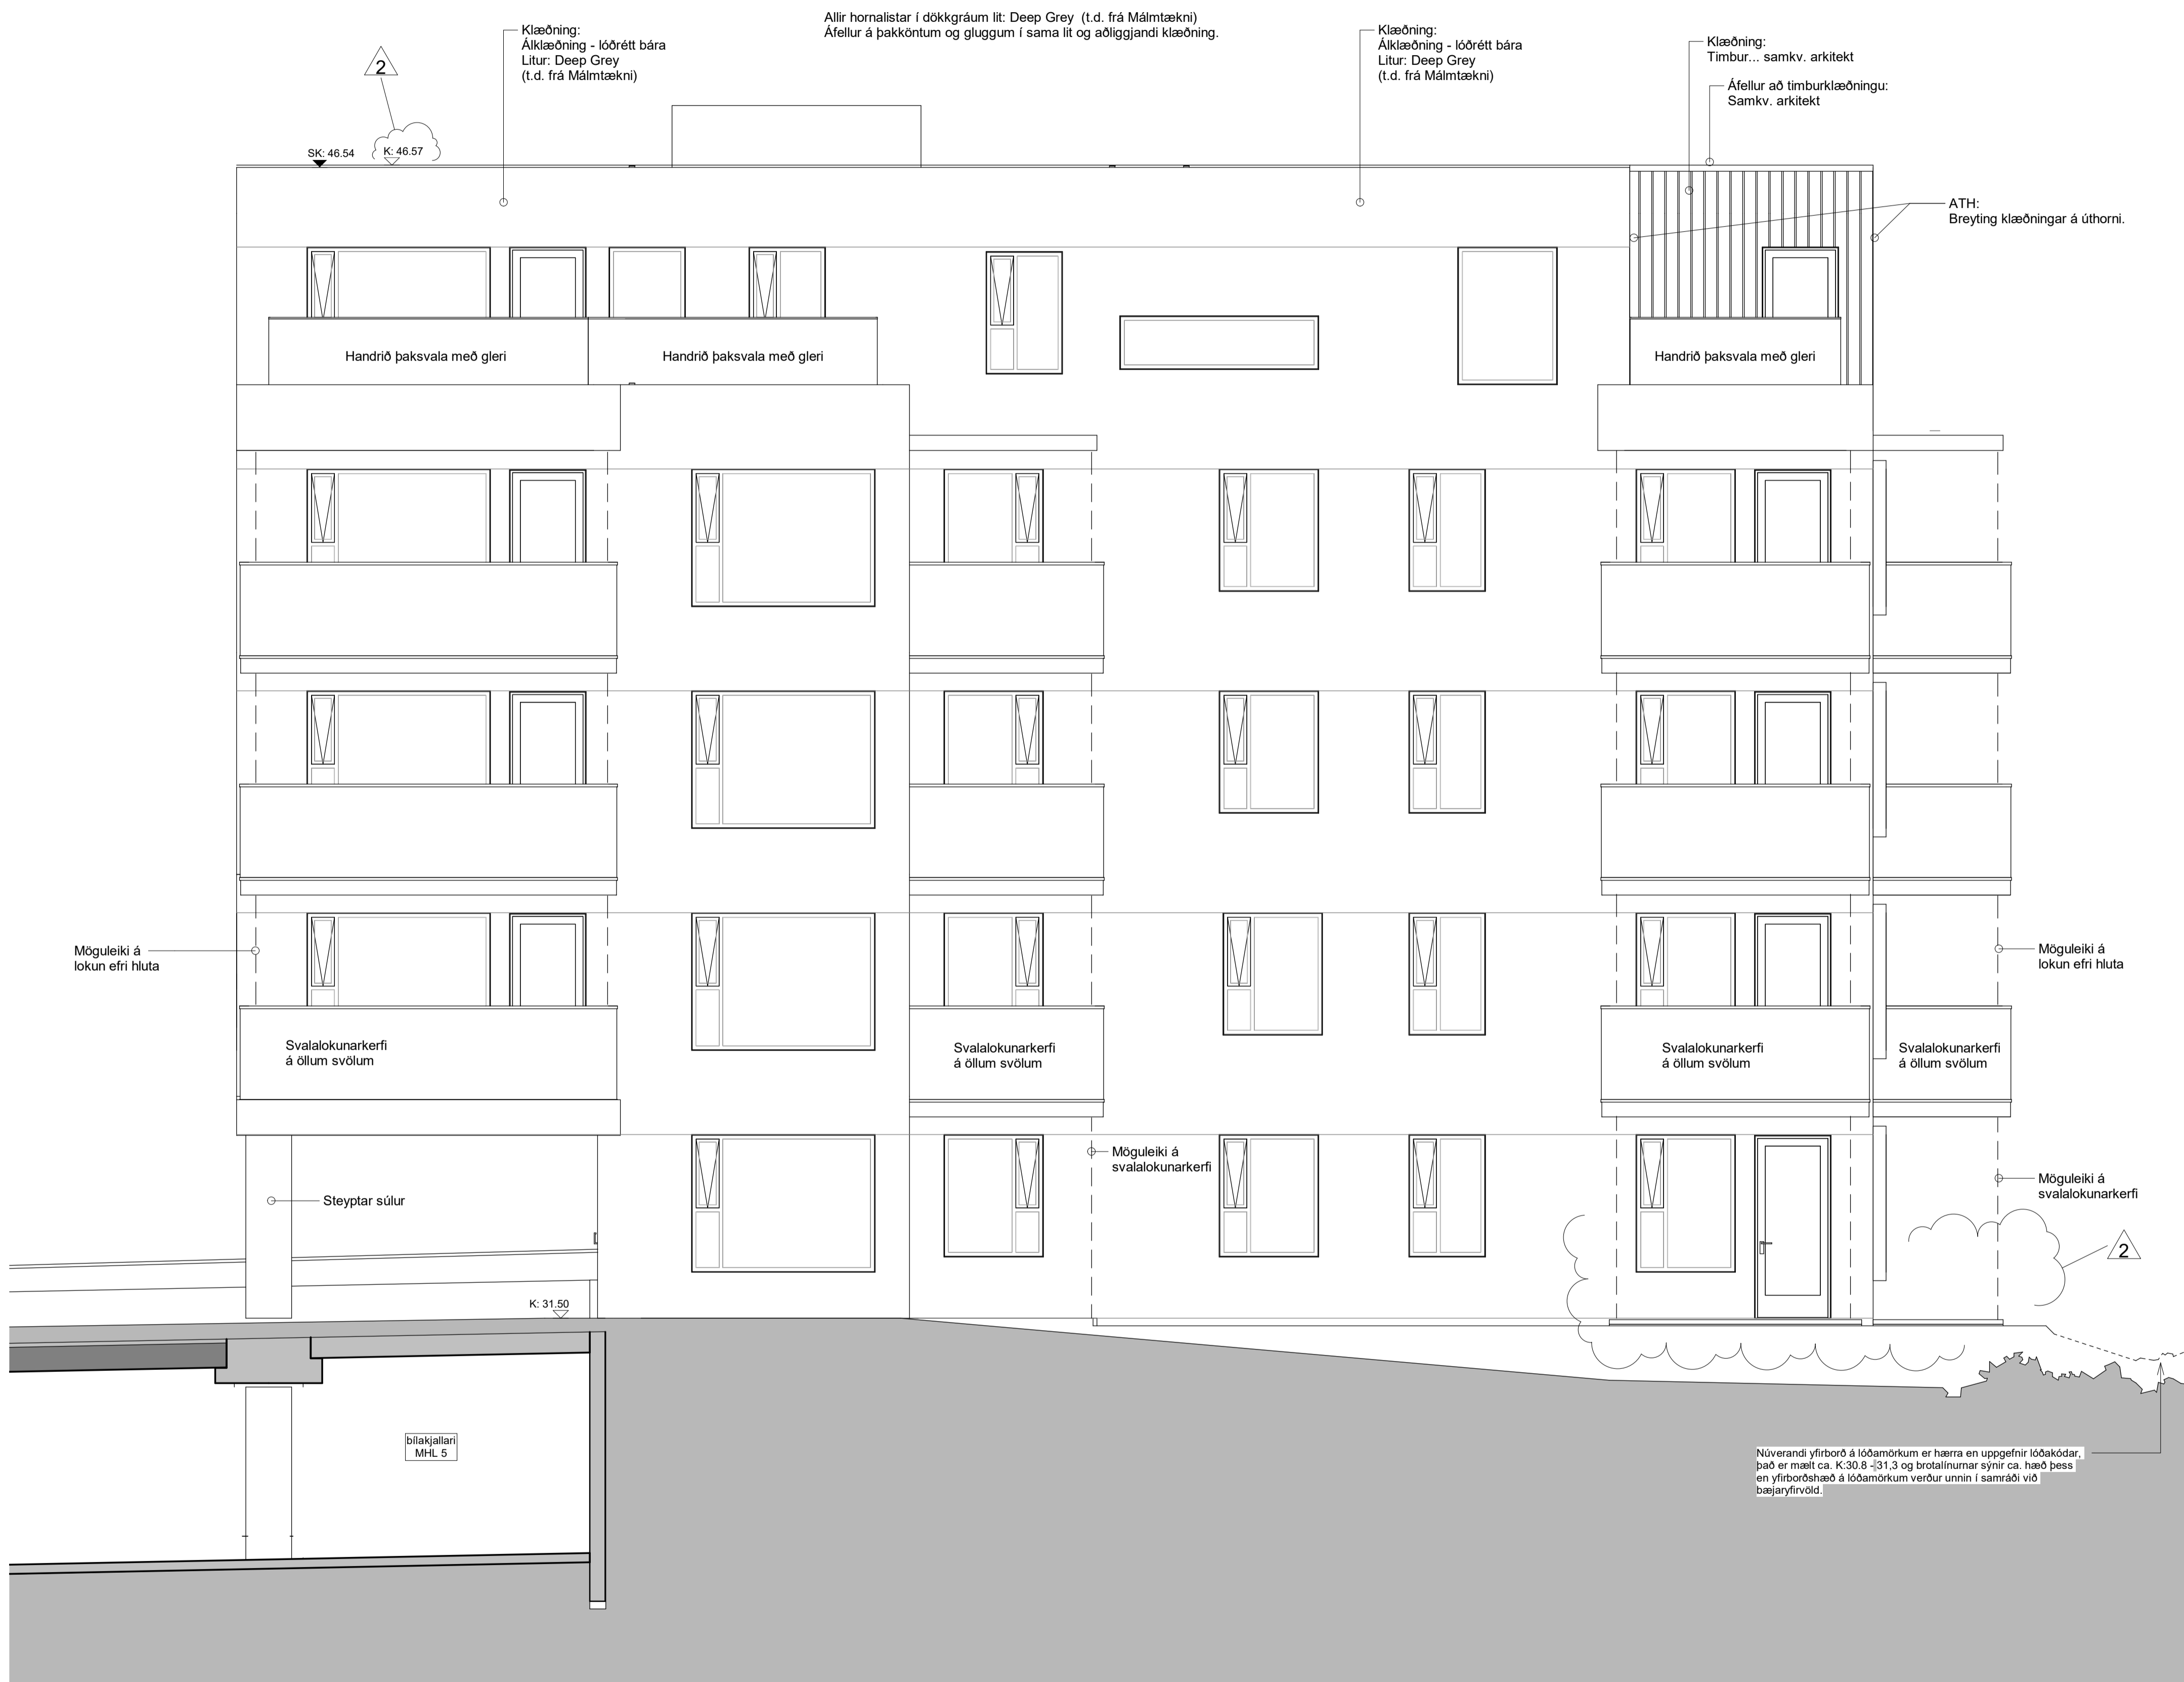 Allir hornalistar í dökkgráum lit: Deep Grey (t.d. frá Málmtækni)
Áfellur á þakköntum og gluggum í sama lit og aðliggjandi klæðning.
Klæðning:
Álklæðning - lóðrétt bára
Litur: Deep Grey
(t.d. frá Málmtækni)
Klæðning:
Álklæðning - lóðrétt bára
Litur: Deep Grey
(t.d. frá Málmtækni)
Klæðning:
Timbur... samkv. arkitekt
Áfellur að timburklæðningu:
Samkv. arkitekt
2
SK: 46.54
K: 46.57
ATH:
Breyting klæðningar á úthorni.
Handrið þaksvala með gleri
Handrið þaksvala með gleri
Handrið þaksvala með gleri
Möguleiki á
lokun efri hluta
Möguleiki á
lokun efri hluta
Svalalokunarkerfi
á öllum svölum
Svalalokunarkerfi
á öllum svölum
Svalalokunarkerfi
á öllum svölum
Svalalokunarkerfi
á öllum svölum
Möguleiki á
svalalokunarkerfi
Möguleiki á
svalalokunarkerfi
Steyptar súlur
2
K: 31.50
bílakjallari
MHL 5
Núverandi yfirborð á lóðamörkum er hærra en uppgefnir lóðakódar,
það er mælt ca. K:30.8 - 31,3 og brotalínurnar sýnir ca. hæð þess
en yfirborðshæð á lóðamörkum verður unnin í samráði við
bæjaryfirvöld.